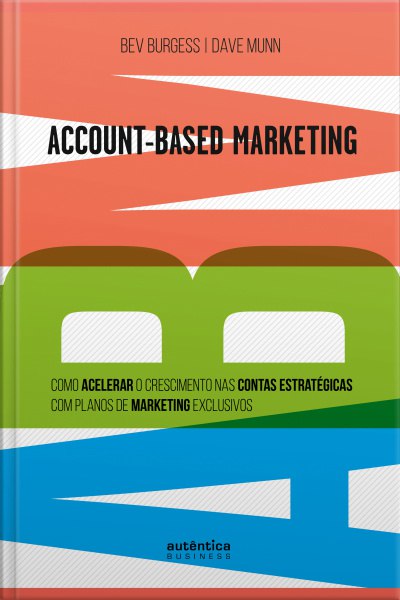 BEV BURGESS | DAVE MUNN
ACCOUNT-BASED MARKETING
COMO ACELERAR O CRESCIMENTO NAS CONTAS ESTRATÉGICAS
COM PLANOS DE MARKETING EXCLUSIVOS
ABM
autêntica
BUSINESS